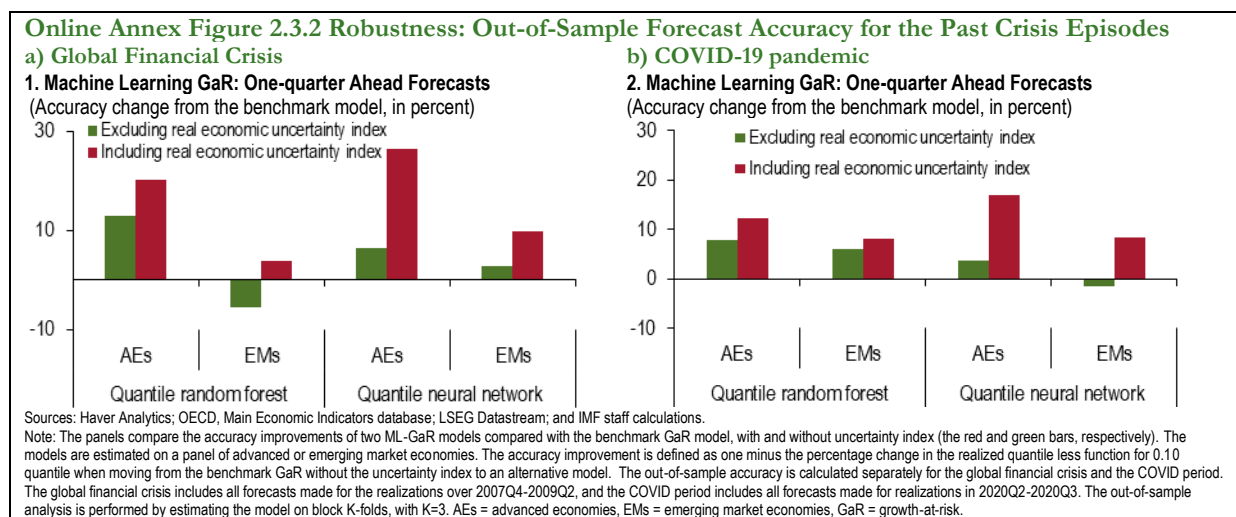 Online Annex Figure 2.3.2 Robustness: Out-of-Sample Forecast Accuracy for the Past Crisis Episodes
a) Global Financial Crisis
b) COVID-19 pandemic
1. Machine Learning GaR: One-quarter Ahead Forecasts
(Accuracy change from the benchmark model, in percent)
30
Excluding real economic uncertainty index
Including real economic uncertainty index
10
-10
AEs
EMs
AEs
EMs
Quantile random forest
Quantile neural network
2. Machine Learning GaR: One-quarter Ahead Forecasts
(Accuracy change from the benchmark model, in percent)
30
Excluding real economic uncertainty index
Including real economic uncertainty index
20
10
0
-10
AEs
EMs
AEs
EMs
Quantile random forest
Quantile neural network
Sources: Haver Analytics; OECD, Main Economic Indicators database; LSEG Datastream; and IMF staff calculations.
Note: The panels compare the accuracy improvements of two ML-GaR models compared with the benchmark GaR model, with and without uncertainty index (the red and green bars, respectively). The
models are estimated on a panel of advanced or emerging market economies. The accuracy improvement is defined as one minus the percentage change in the realized quantile less function for 0.10
quantile when moving from the benchmark GaR without the uncertainty index to an alternative model. The out-of-sample accuracy is calculated separately for the global financial crisis and the COVID period.
The global financial crisis includes all forecasts made for the realizations over 2007Q4-2009Q2, and the COVID period includes all forecasts made for realizations in 2020Q2-2020Q3. The out-of-sample
analysis is performed by estimating the model on block K-folds, with K=3. AEs = advanced economies, EMs = emerging market economies, GaR = growth-at-risk.